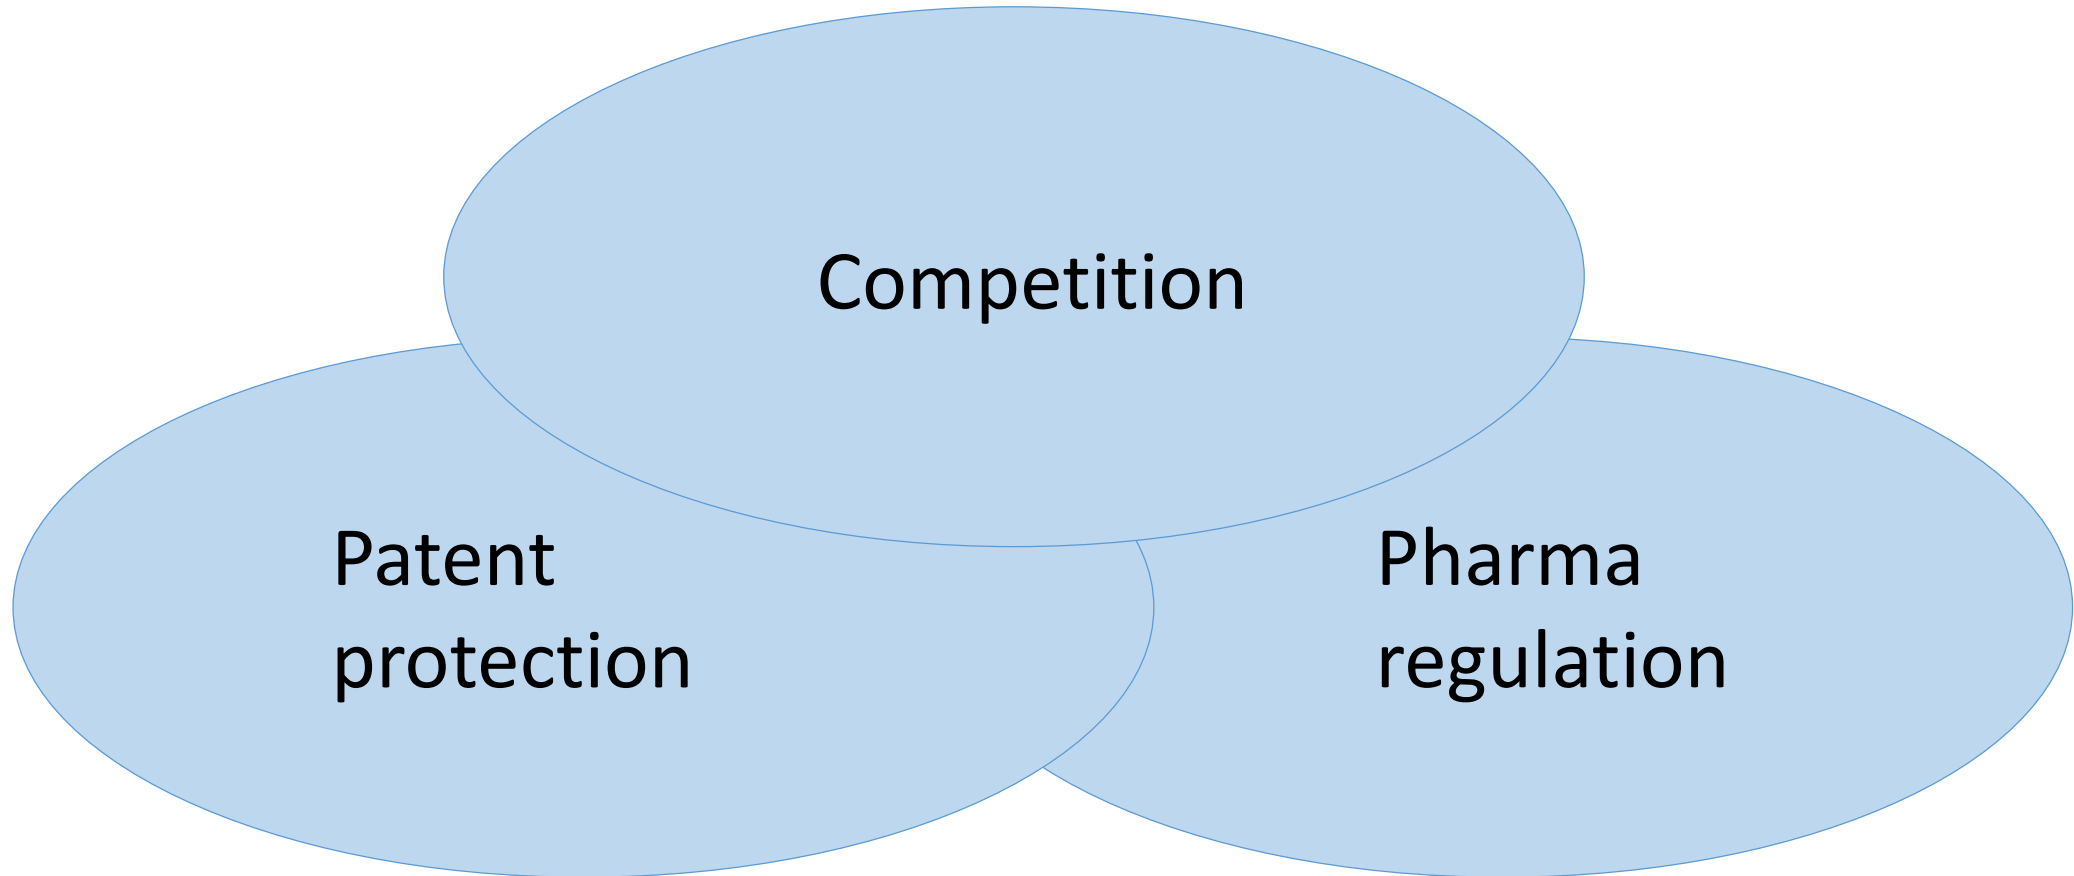 Competition
Patent
protection
Pharma
regulation